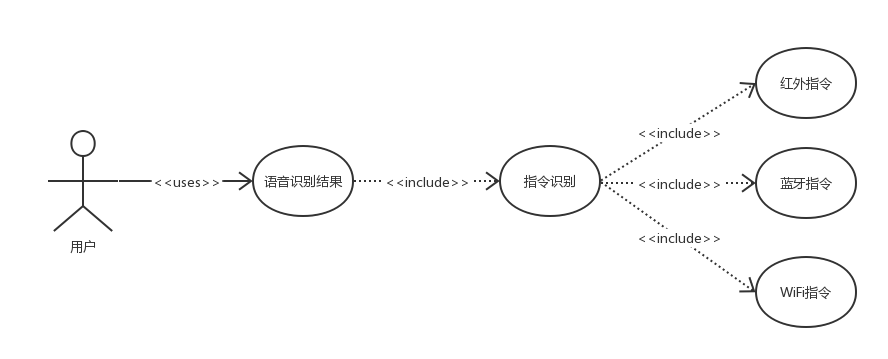 用户
<<uses>>
语音识别结果
<<include>>
指令识别
<<include>>
红外指令
<<include>>
蓝牙指令
<<include>>
WiFi指令